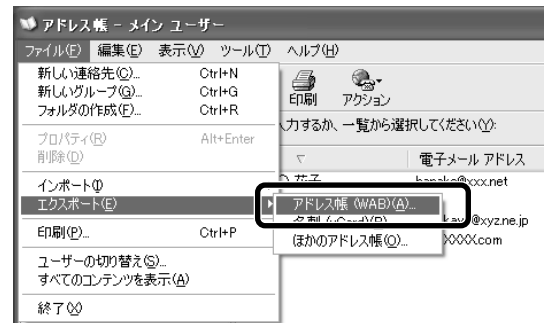 アドレス帳 - メイン ユーザー
ファイル(F) 編集(E) 表示(V) ツール(T) ヘルプ(H)
新しい連絡先(C)... Ctrl+N
新しいグループ(G)... Ctrl+G
フォルダの作成(F)... Ctrl+R
プロパティ(R) Alt+Enter
削除(D)
インポート(I)
エクスポート(E)
印刷(P)... Ctrl+P
ユーザーの切り替え(S)...
すべてのコンテンツを表示(A)
終了(X)
印刷 アクション
入力するか、一覧から選択してください(Y):
電子メール アドレス
花子 hanako@xxx.net
アドレス帳 (WAB)(A)...
名刺 (vCard)(B)...
@xyz.ne.jp
ほかのアドレス帳(O)...
XXXX.com